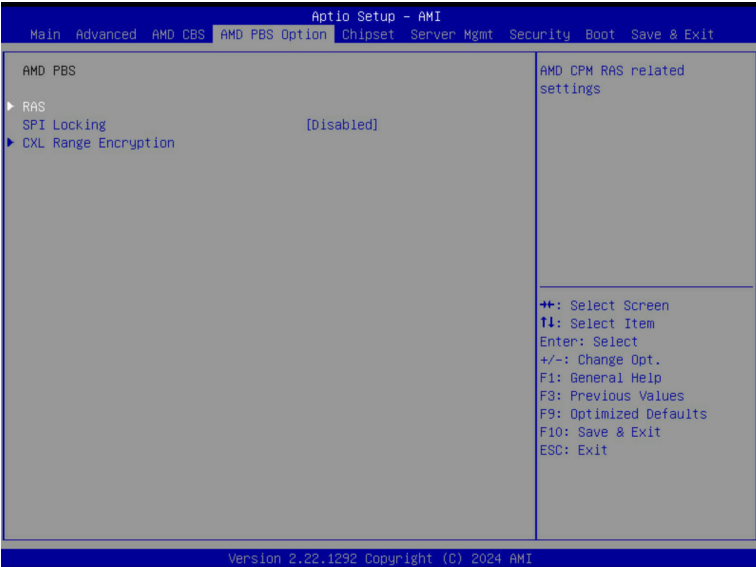 Aptio Setup - AMI
Main Advanced AMD CBS AMD PBS Option Chipset Server Mgmt Security Boot Save & Exit
AMD PBS
RAS
SPI Locking [Disabled]
CXL Range Encryption
AMD CPM RAS related
settings
→←: Select Screen
↑↓: Select Item
Enter: Select
+/-: Change Opt.
F1: General Help
F3: Previous Values
F9: Optimized Defaults
F10: Save & Exit
ESC: Exit
Version 2.22.1292 Copyright (C) 2024 AMI